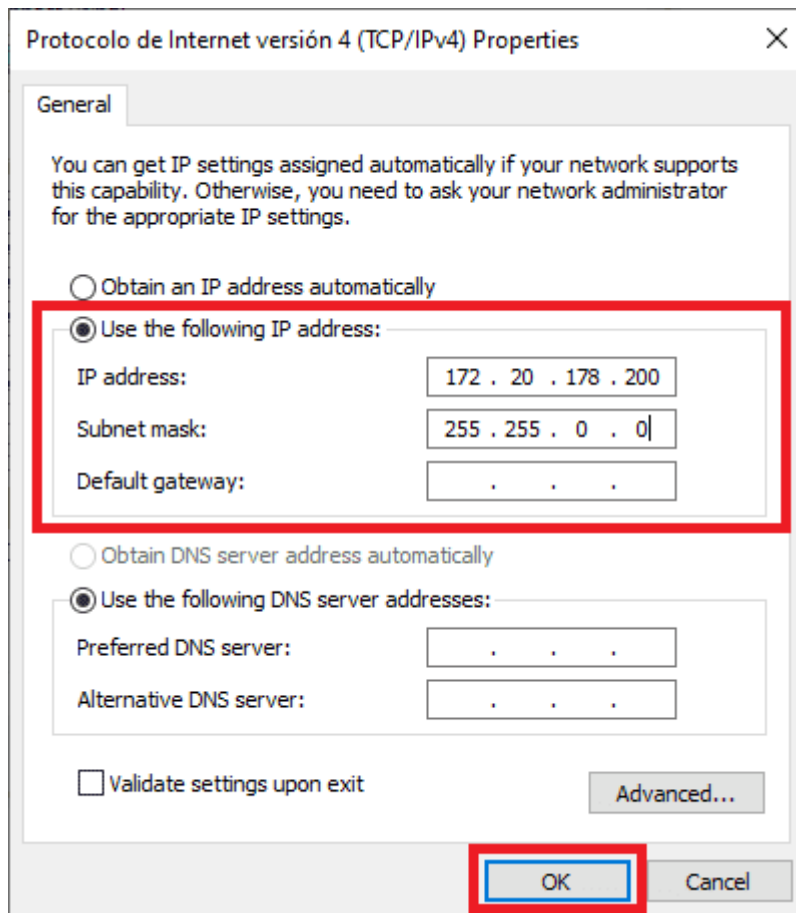 Protocolo de Internet versión 4 (TCP/IPv4) Properties
General
You can get IP settings assigned automatically if your network supports
this capability. Otherwise, you need to ask your network administrator
for the appropriate IP settings.
Obtain an IP address automatically
Use the following IP address:
IP address: 172 . 20 . 178 . 200
Subnet mask: 255 . 255 . 0 . 0
Default gateway: . . .
Obtain DNS server address automatically
Use the following DNS server addresses:
Preferred DNS server: . . .
Alternative DNS server: . . .
Validate settings upon exit
Advanced...
OK Cancel